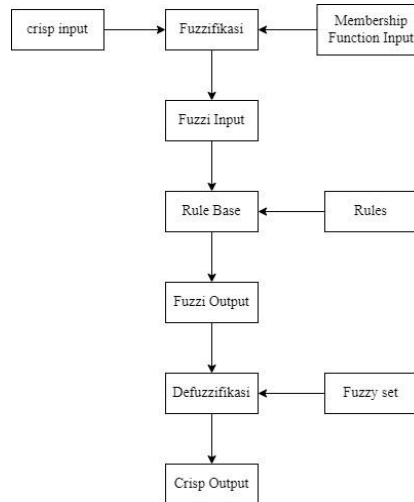 crisp input
Fuzzifikasi
Membership
Function Input
Fuzzi Input
Rule Base
Rules
Fuzzi Output
Defuzzifikasi
Fuzzy set
Crisp Output